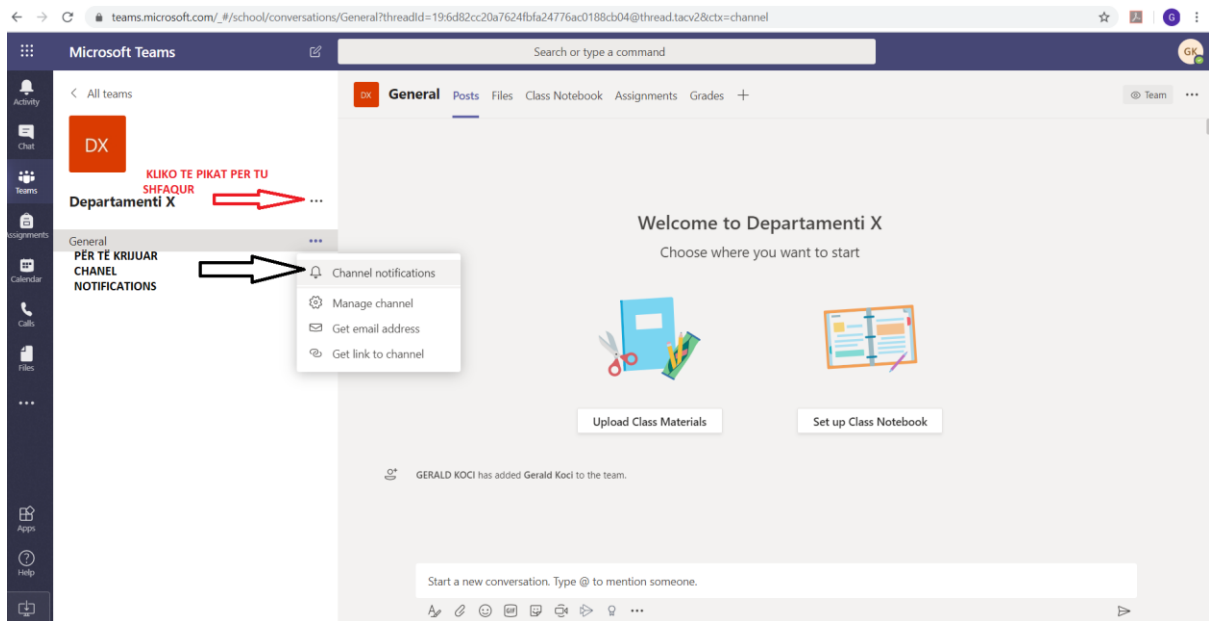 teams.microsoft.com/_#/school/conversations/General?threadId=19:6d82cc20a7624fbfa24776ac0188cb04@thread.tacv2&ctx=channel
G
Microsoft Teams
Search or type a command
GK
Activity
Chat
Teams
Assignments
Calendar
Calls
Files
Apps
Help
All teams
DX
KLIKO TE PIKAT PER TU
SHFAQUR
Departamenti X
General
PËR TË KRIJUAR
CHANEL
NOTIFICATIONS
Channel notifications
Manage channel
Get email address
Get link to channel
DX General Posts Files Class Notebook Assignments Grades
Team
Welcome to Departamenti X
Choose where you want to start
Upload Class Materials
Set up Class Notebook
GERALD KOCI has added Gerald Koci to the team.
Start a new conversation. Type @ to mention someone.
GIF